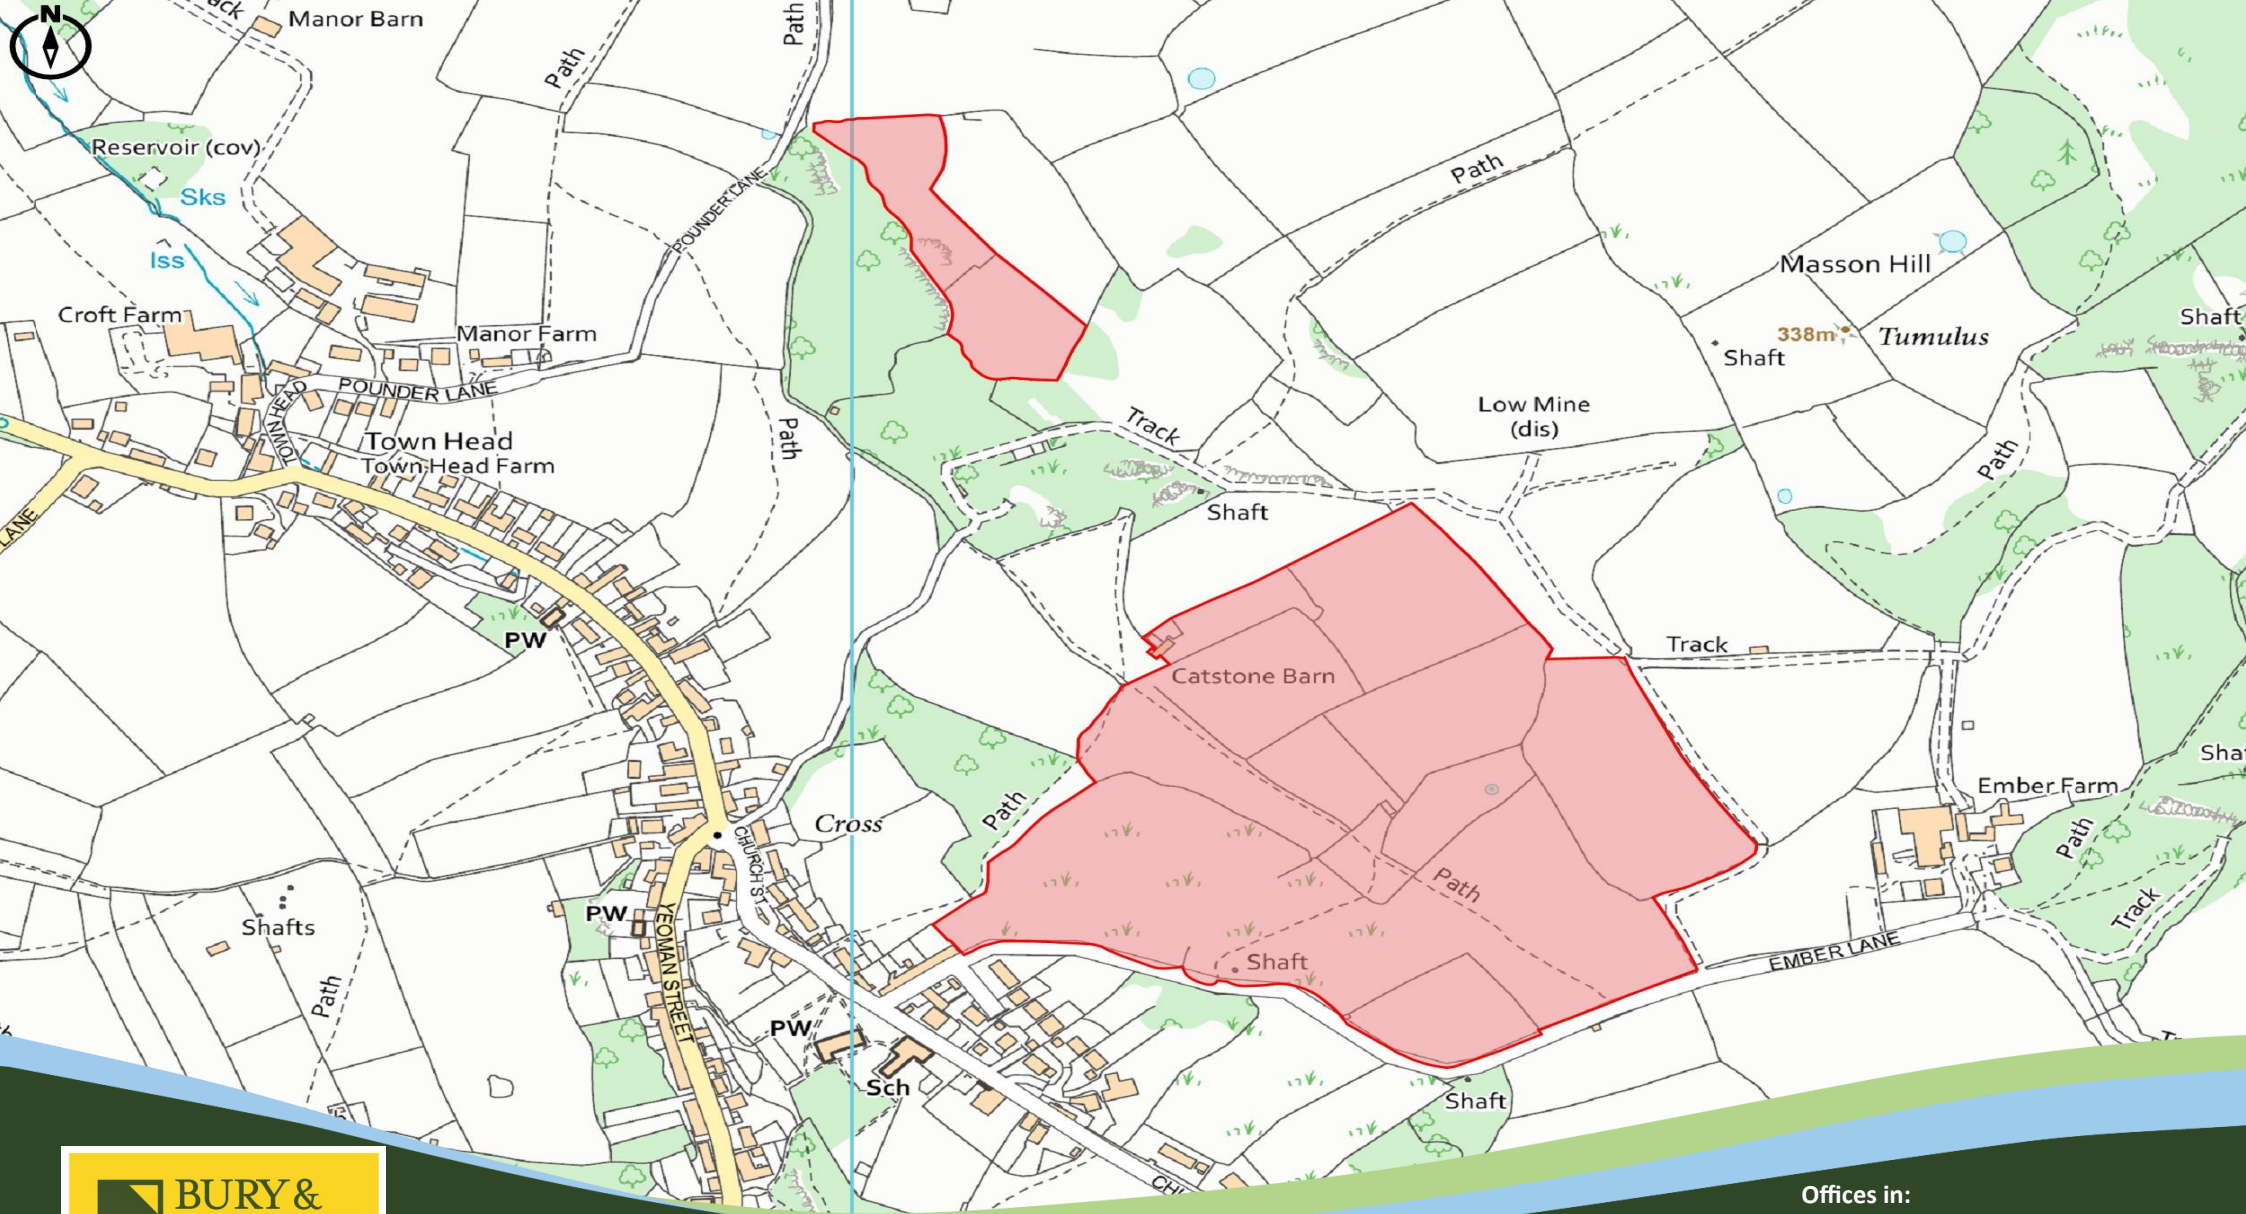 N
ck
Manor Barn
Path
Path
Reservoir (cov)
Sks
Iss
POUNDER LANE
Path
Masson Hill
338m
Tumulus
Shaft
Shaft
Croft Farm
Manor Farm
POUNDER LANE
TOWN HEAD
Town Head
Town Head Farm
Path
Track
Low Mine
(dis)
Path
Shaft
LANE
PW
Catstone Barn
Track
Sha
Ember Farm
Path
Cross
Path
CHURCH ST
Path
Track
PW
Shafts
YEOMAN STREET
Shaft
EMBER LANE
Path
PW
Sch
Shaft
BURY &
Offices in: